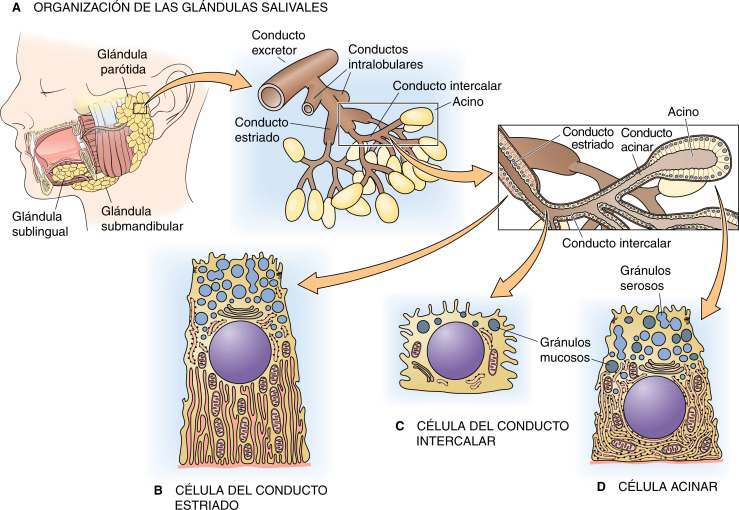 A ORGANIZACIÓN DE LAS GLÁNDULAS SALIVALES
Glándula
parótida
Glándula
sublingual
Glándula
submandibular
Conducto
excretor
Conductos
intralobulares
Conducto intercalar
Acino
Conducto
estriado
Conducto
estriado
Conducto
acinar
Acino
Conducto intercalar
Gránulos
serosos
Gránulos
mucosos
B CÉLULA DEL CONDUCTO
ESTRIADO
C CÉLULA DEL CONDUCTO
INTERCALAR
D CÉLULA ACINAR